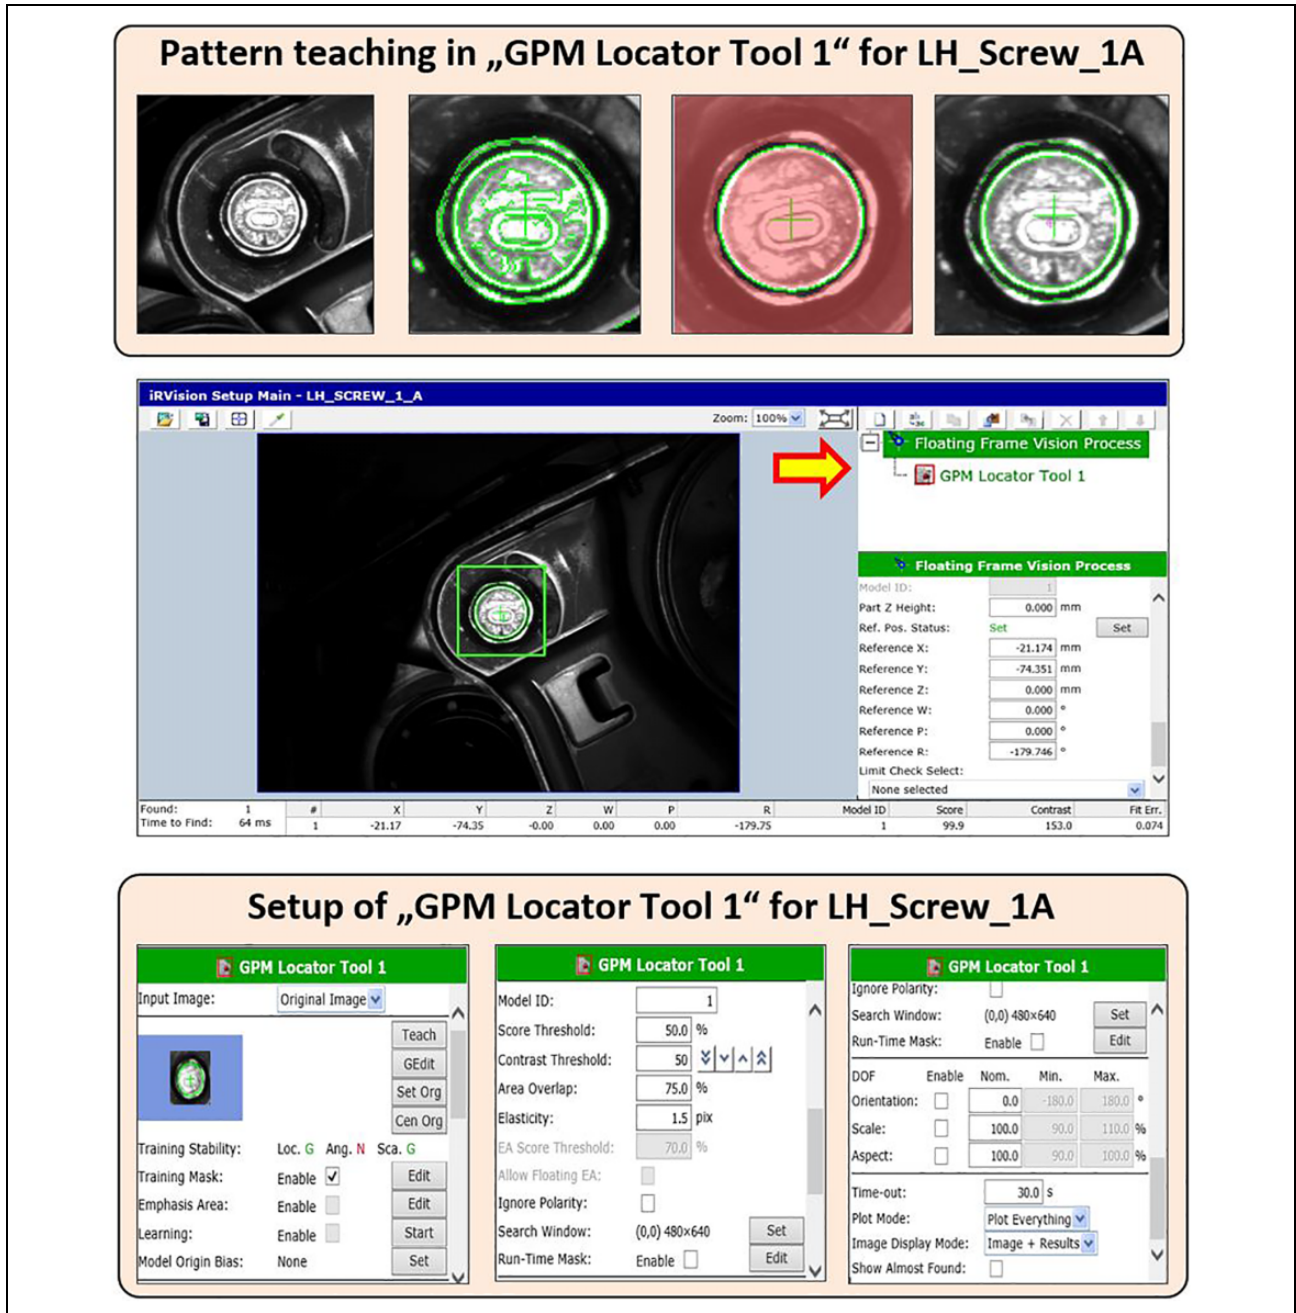 Pattern teaching in „GPM Locator Tool 1“ for LH_Screw_1A
iRVision Setup Main - LH_SCREW_1_A
Zoom: 100%
Floating Frame Vision Process
GPM Locator Tool 1
Floating Frame Vision Process
Model ID: 1
Part Z Height: 0.000 mm
Ref. Pos. Status: Set Set
Reference X: -21.174 mm
Reference Y: -74.351 mm
Reference Z: 0.000 mm
Reference W: 0.000 °
Reference P: 0.000 °
Reference R: -179.746 °
Limit Check Select:
None selected
Found: 1 # X Y Z W P R Model ID Score Contrast Fit Err.
Time to Find: 64 ms 1 -21.17 -74.35 -0.00 0.00 0.00 -179.75 1 99.9 153.0 0.074
Setup of „GPM Locator Tool 1“ for LH_Screw_1A
GPM Locator Tool 1
Input Image: Original Image
Teach
GEdit
Set Org
Cen Org
Training Stability: Loc. G Ang. N Sca. G
Training Mask: Enable Edit
Emphasis Area: Enable Edit
Learning: Enable Start
Model Origin Bias: None Set
GPM Locator Tool 1
Model ID: 1
Score Threshold: 50.0 %
Contrast Threshold: 50
Area Overlap: 75.0 %
Elasticity: 1.5 pix
EA Score Threshold: 70.0 %
Allow Floating EA:
Ignore Polarity:
Search Window: (0,0) 480×640 Set
Run-Time Mask: Enable Edit
GPM Locator Tool 1
Ignore Polarity:
Search Window: (0,0) 480×640 Set
Run-Time Mask: Enable Edit
DOF Enable Nom. Min. Max.
Orientation: 0.0 -180.0 180.0 °
Scale: 100.0 90.0 110.0 %
Aspect: 100.0 90.0 100.0 %
Time-out: 30.0 s
Plot Mode: Plot Everything
Image Display Mode: Image + Results
Show Almost Found: